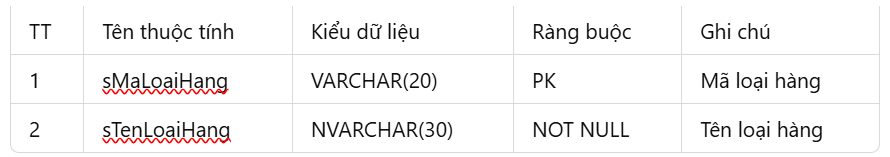 TT Tên thuộc tính Kiểu dữ liệu Ràng buộc Ghi chú
1 sMaLoaiHang VARCHAR(20) PK Mã loại hàng
2 sTenLoaiHang NVARCHAR(30) NOT NULL Tên loại hàng